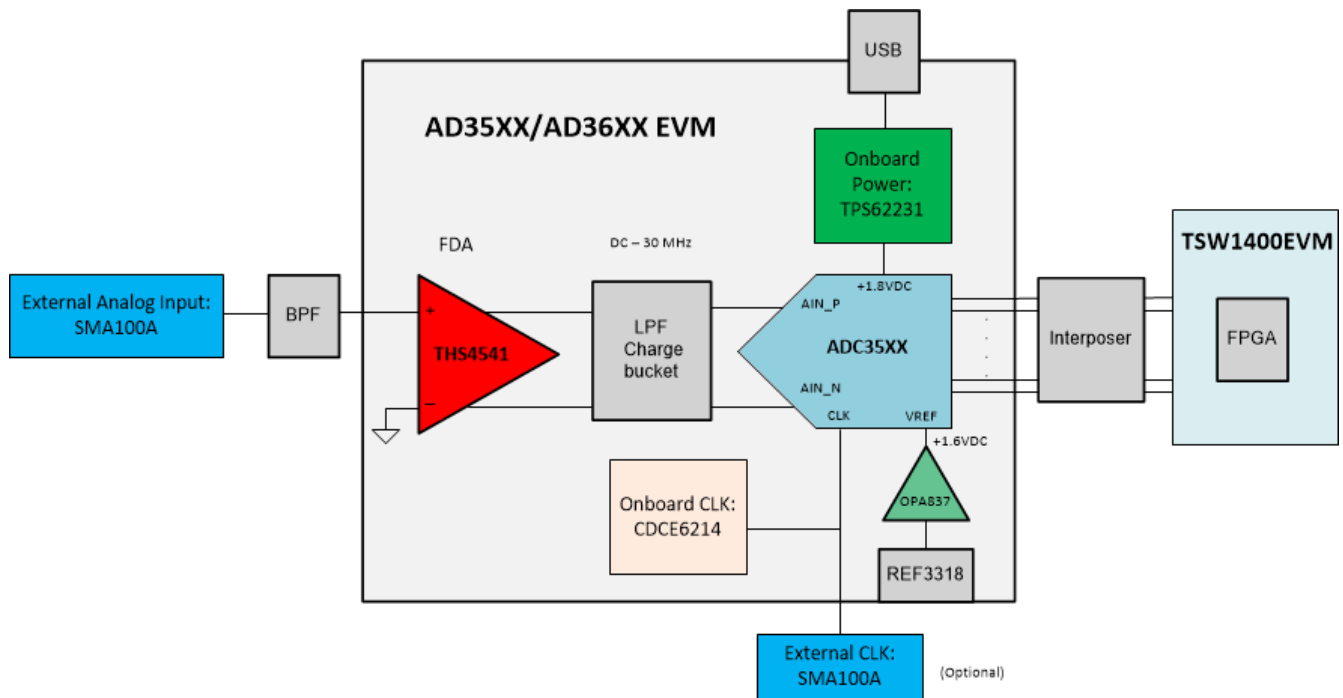 USB
AD35XX/AD36XX EVM
Onboard
Power:
TPS62231
TSW1400EVM
FDA
DC – 30 MHz
External Analog Input:
SMA100A
BPF
+
THS4541
–
LPF
Charge
bucket
+1.8VDC
AIN_P
ADC35XX
AIN_N
CLK
VREF
Interposer
FPGA
+1.6VDC
Onboard CLK:
CDCE6214
OPA837
REF3318
External CLK:
SMA100A
(Optional)